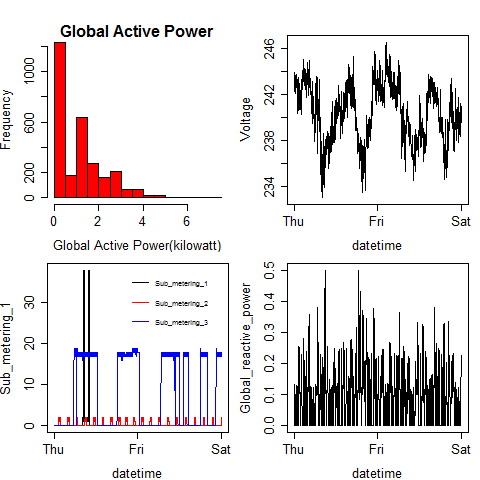 Global Active Power
Frequency
0 200 600 1000
0 2 4 6
Global Active Power(kilowatt)
Voltage
234 238 242 246
Thu Fri Sat
datetime
Sub_metering_1
0 10 20 30
Sub_metering_1
Sub_metering_2
Sub_metering_3
Thu Fri Sat
datetime
Global_reactive_power
0.0 0.1 0.2 0.3 0.4 0.5
Thu Fri Sat
datetime